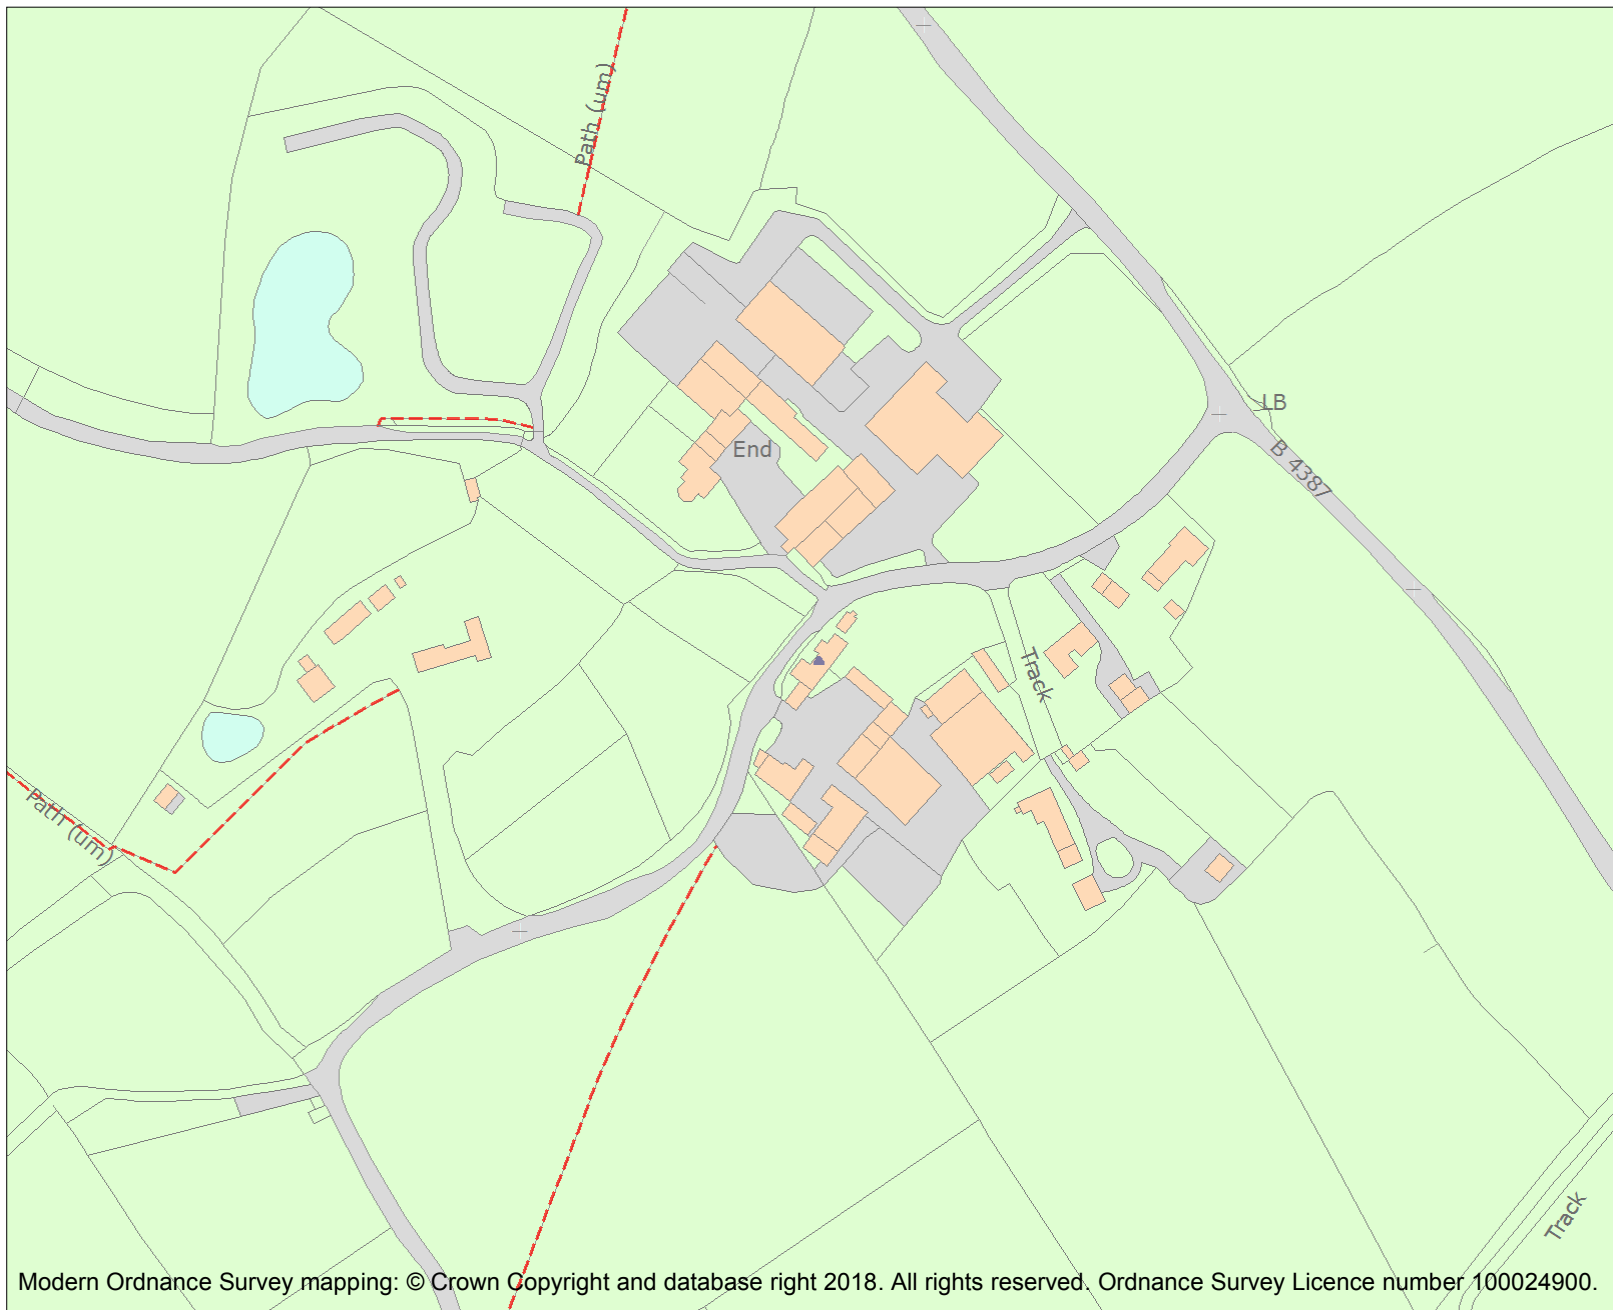 Path (um)
LB
End
B 4387
Track
Path (um)
Track
Modern Ordnance Survey mapping: © Crown Copyright and database right 2018. All rights reserved. Ordnance Survey Licence number 100024900.